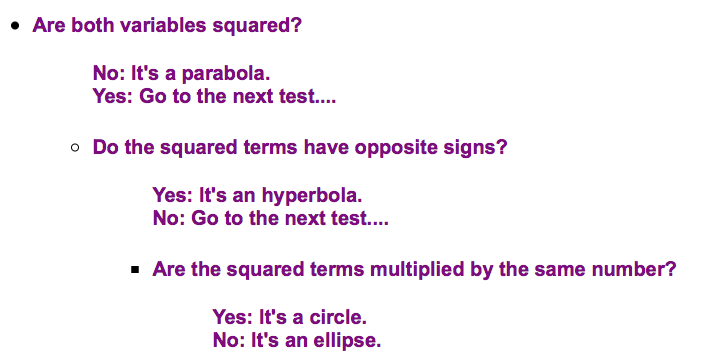 Are both variables squared?
No: It's a parabola.
Yes: Go to the next test....
Do the squared terms have opposite signs?
Yes: It's an hyperbola.
No: Go to the next test....
Are the squared terms multiplied by the same number?
Yes: It's a circle.
No: It's an ellipse.